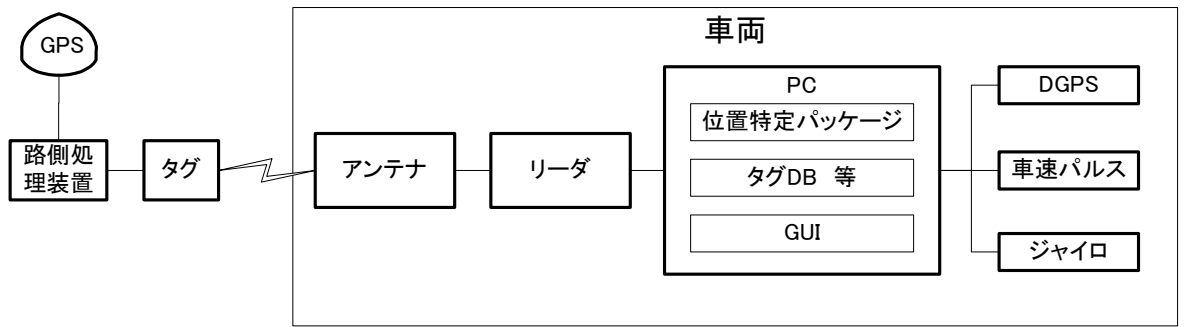 車両
GPS
路側処
理装置
タグ
アンテナ
リーダ
PC
位置特定パッケージ
タグDB 等
GUI
DGPS
車速パルス
ジャイロ